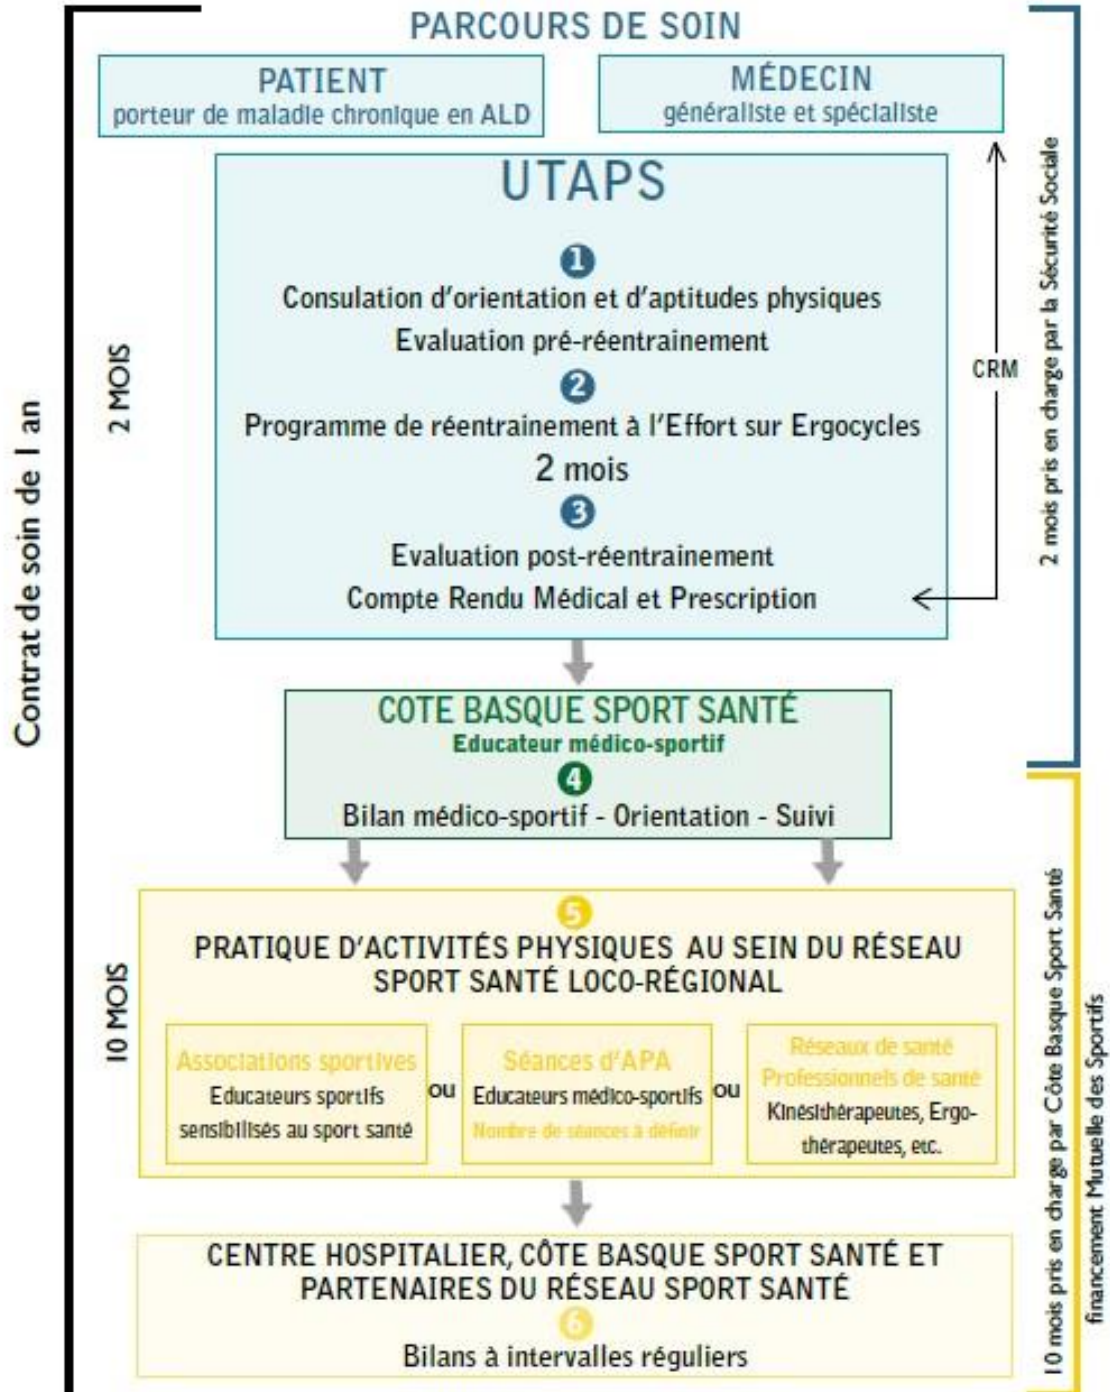 PARCOURS DE SOIN
PATIENT
porteur de maladie chronique en ALD
MÉDECIN
généraliste et spécialiste
UTAPS
1
Consulation d'orientation et d'aptitudes physiques
Evaluation pré-réentrainement
2
Programme de réentrainement à l'Effort sur Ergocycles
2 mois
3
Evaluation post-réentrainement
Compte Rendu Médical et Prescription
CRM
2 MOIS
Contrat de soin de 1 an
2 mois pris en charge par la Sécurité Sociale
COTE BASQUE SPORT SANTÉ
Educateur médico-sportif
4
Bilan médico-sportif - Orientation - Suivi
10 MOIS
5
PRATIQUE D'ACTIVITÉS PHYSIQUES AU SEIN DU RÉSEAU
SPORT SANTÉ LOCO-RÉGIONAL
Associations sportives
Educateurs sportifs
sensibilisés au sport santé
ou
Séances d'APA
Educateurs médico-sportifs
Nombre de séances à définir
ou
Réseaux de santé
Professionnels de santé
Kinésithérapeutes, Ergo-
thérapeutes, etc.
CENTRE HOSPITALIER, CÔTE BASQUE SPORT SANTÉ ET
PARTENAIRES DU RÉSEAU SPORT SANTÉ
6
Bilans à intervalles réguliers
10 mois pris en charge par Côte Basque Sport Santé
financement Mutuelle des Sportifs